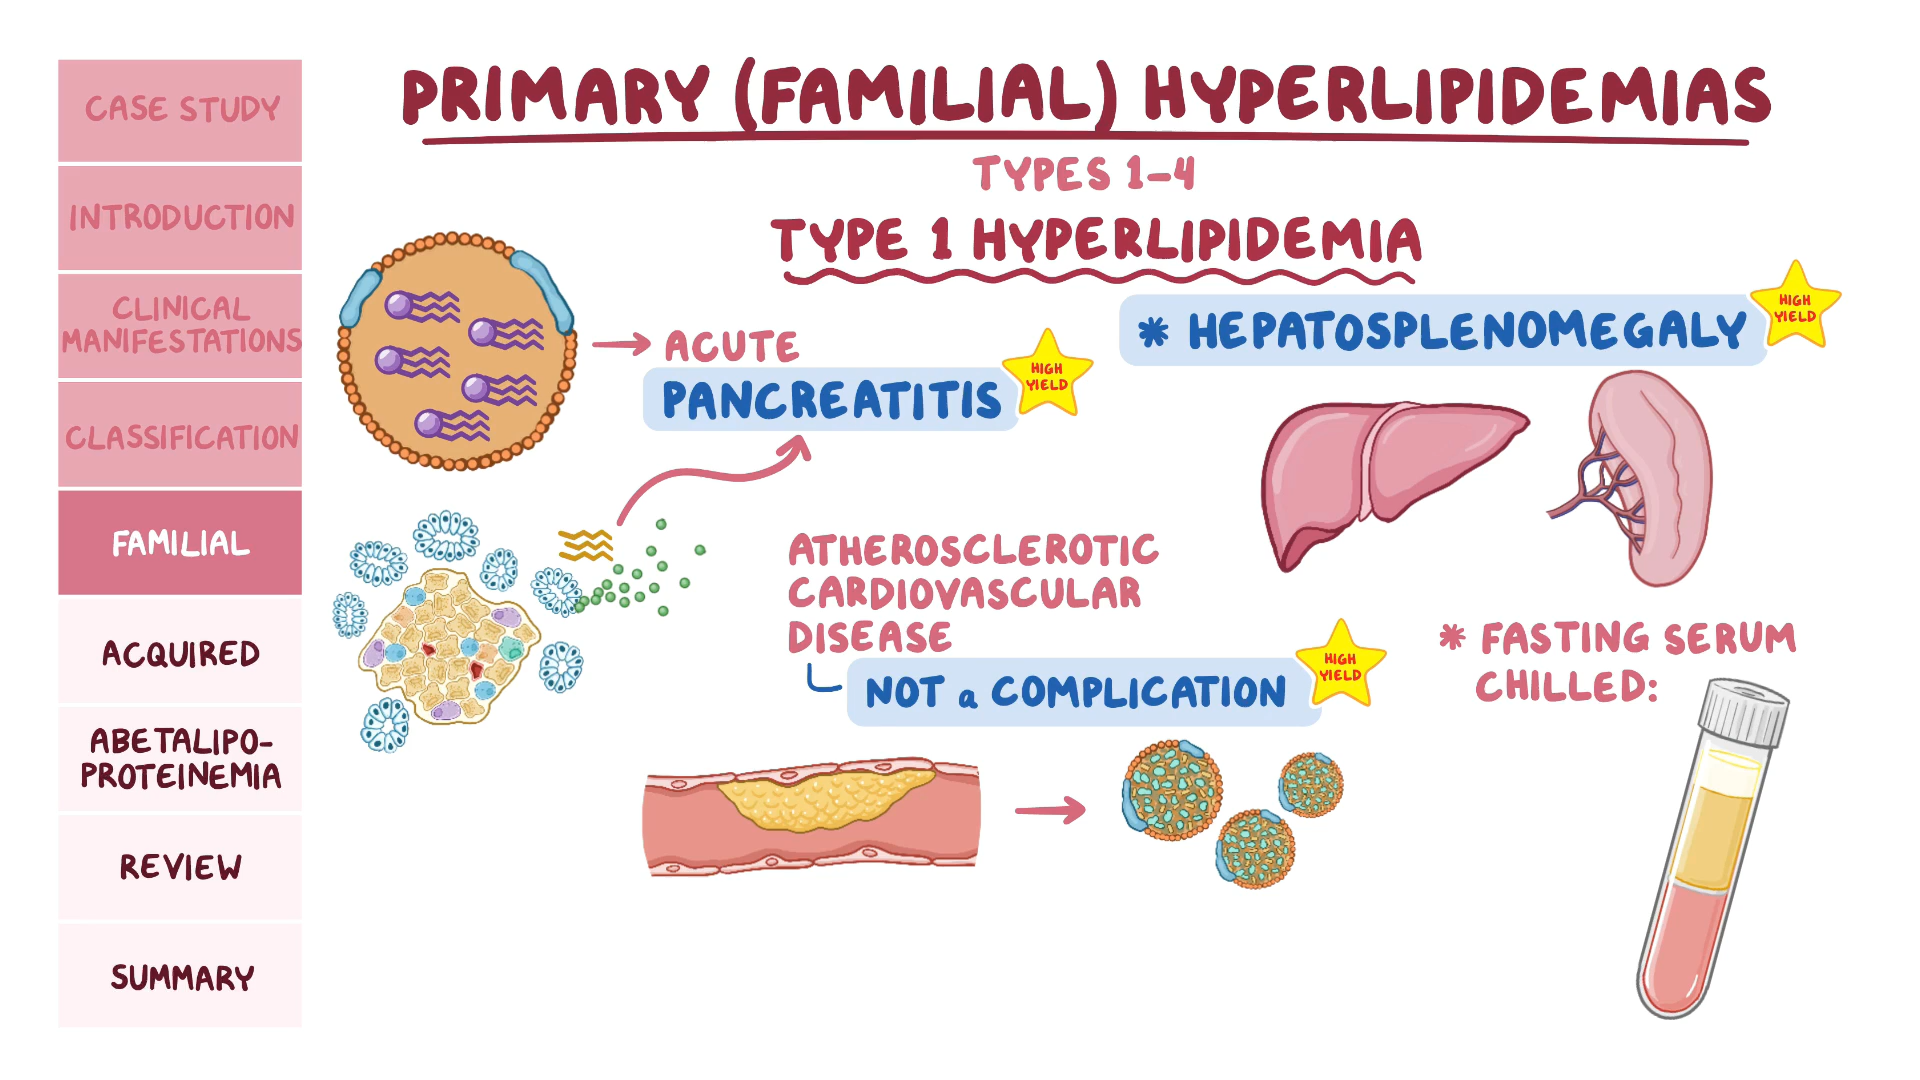 CASE STUDY
INTRODUCTION
CLINICAL
MANIFESTATIONS
CLASSIFICATION
FAMILIAL
ACQUIRED
ABETALIPO-
PROTEINEMIA
REVIEW
SUMMARY
PRIMARY (FAMILIAL) HYPERLIPIDEMIAS
TYPES 1-4
TYPE 1 HYPERLIPIDEMIA
ACUTE
PANCREATITIS
HIGH
YIELD
* HEPATOSPLENOMEGALY
HIGH
YIELD
ATHEROSCLEROTIC
CARDIOVASCULAR
DISEASE
NOT a COMPLICATION
HIGH
YIELD
* FASTING SERUM
CHILLED: